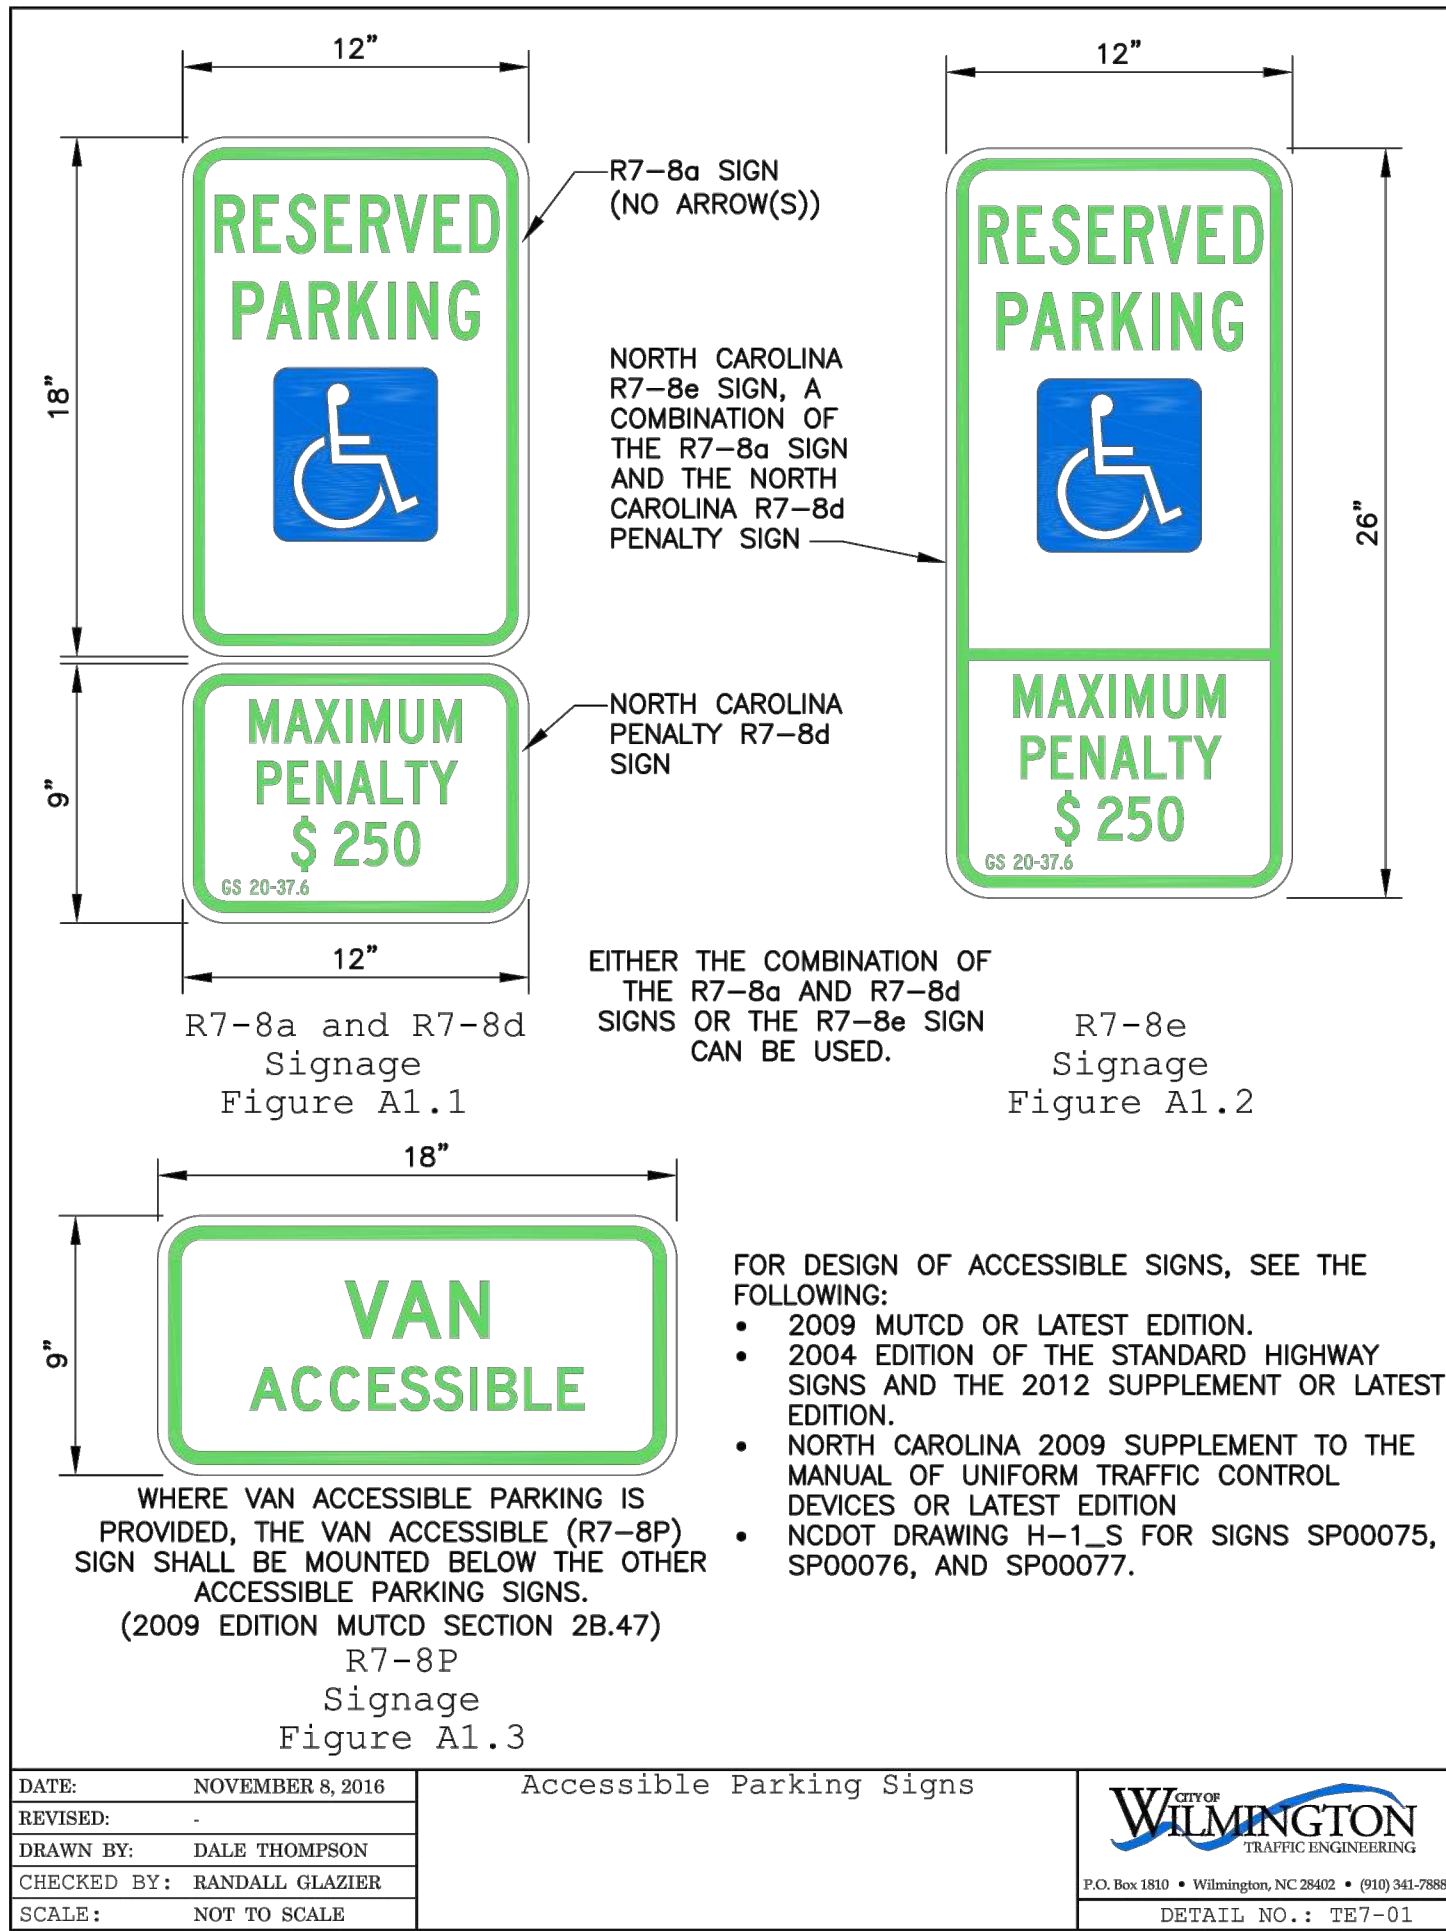 12”
12”
18”
RESERVED
PARKING
R7-8a SIGN
(NO ARROW(S))
RESERVED
PARKING
NORTH CAROLINA
R7-8e SIGN, A
COMBINATION OF
THE R7-8a SIGN
AND THE NORTH
CAROLINA R7-8d
PENALTY SIGN
26”
9”
MAXIMUM
PENALTY
$ 250
GS 20-37.6
NORTH CAROLINA
PENALTY R7-8d
SIGN
MAXIMUM
PENALTY
$ 250
GS 20-37.6
12”
R7-8a and R7-8d
Signage
Figure A1.1
EITHER THE COMBINATION OF
THE R7-8a AND R7-8d
SIGNS OR THE R7-8e SIGN
CAN BE USED.
R7-8e
Signage
Figure A1.2
18”
9”
VAN
ACCESSIBLE
WHERE VAN ACCESSIBLE PARKING IS
PROVIDED, THE VAN ACCESSIBLE (R7-8P)
SIGN SHALL BE MOUNTED BELOW THE OTHER
ACCESSIBLE PARKING SIGNS.
(2009 EDITION MUTCD SECTION 2B.47)
R7-8P
Signage
Figure A1.3
FOR DESIGN OF ACCESSIBLE SIGNS, SEE THE
FOLLOWING:
• 2009 MUTCD OR LATEST EDITION.
• 2004 EDITION OF THE STANDARD HIGHWAY
SIGNS AND THE 2012 SUPPLEMENT OR LATEST
EDITION.
• NORTH CAROLINA 2009 SUPPLEMENT TO THE
MANUAL OF UNIFORM TRAFFIC CONTROL
DEVICES OR LATEST EDITION
• NCDOT DRAWING H-1_S FOR SIGNS SP00075,
SP00076, AND SP00077.
DATE: NOVEMBER 8, 2016
REVISED: -
DRAWN BY: DALE THOMPSON
CHECKED BY: RANDALL GLAZIER
SCALE: NOT TO SCALE
Accessible Parking Signs
CITY OF
WILMINGTON
TRAFFIC ENGINEERING
P.O. Box 1810 • Wilmington, NC 28402 • (910) 341-7888
DETAIL NO.: TE7-01